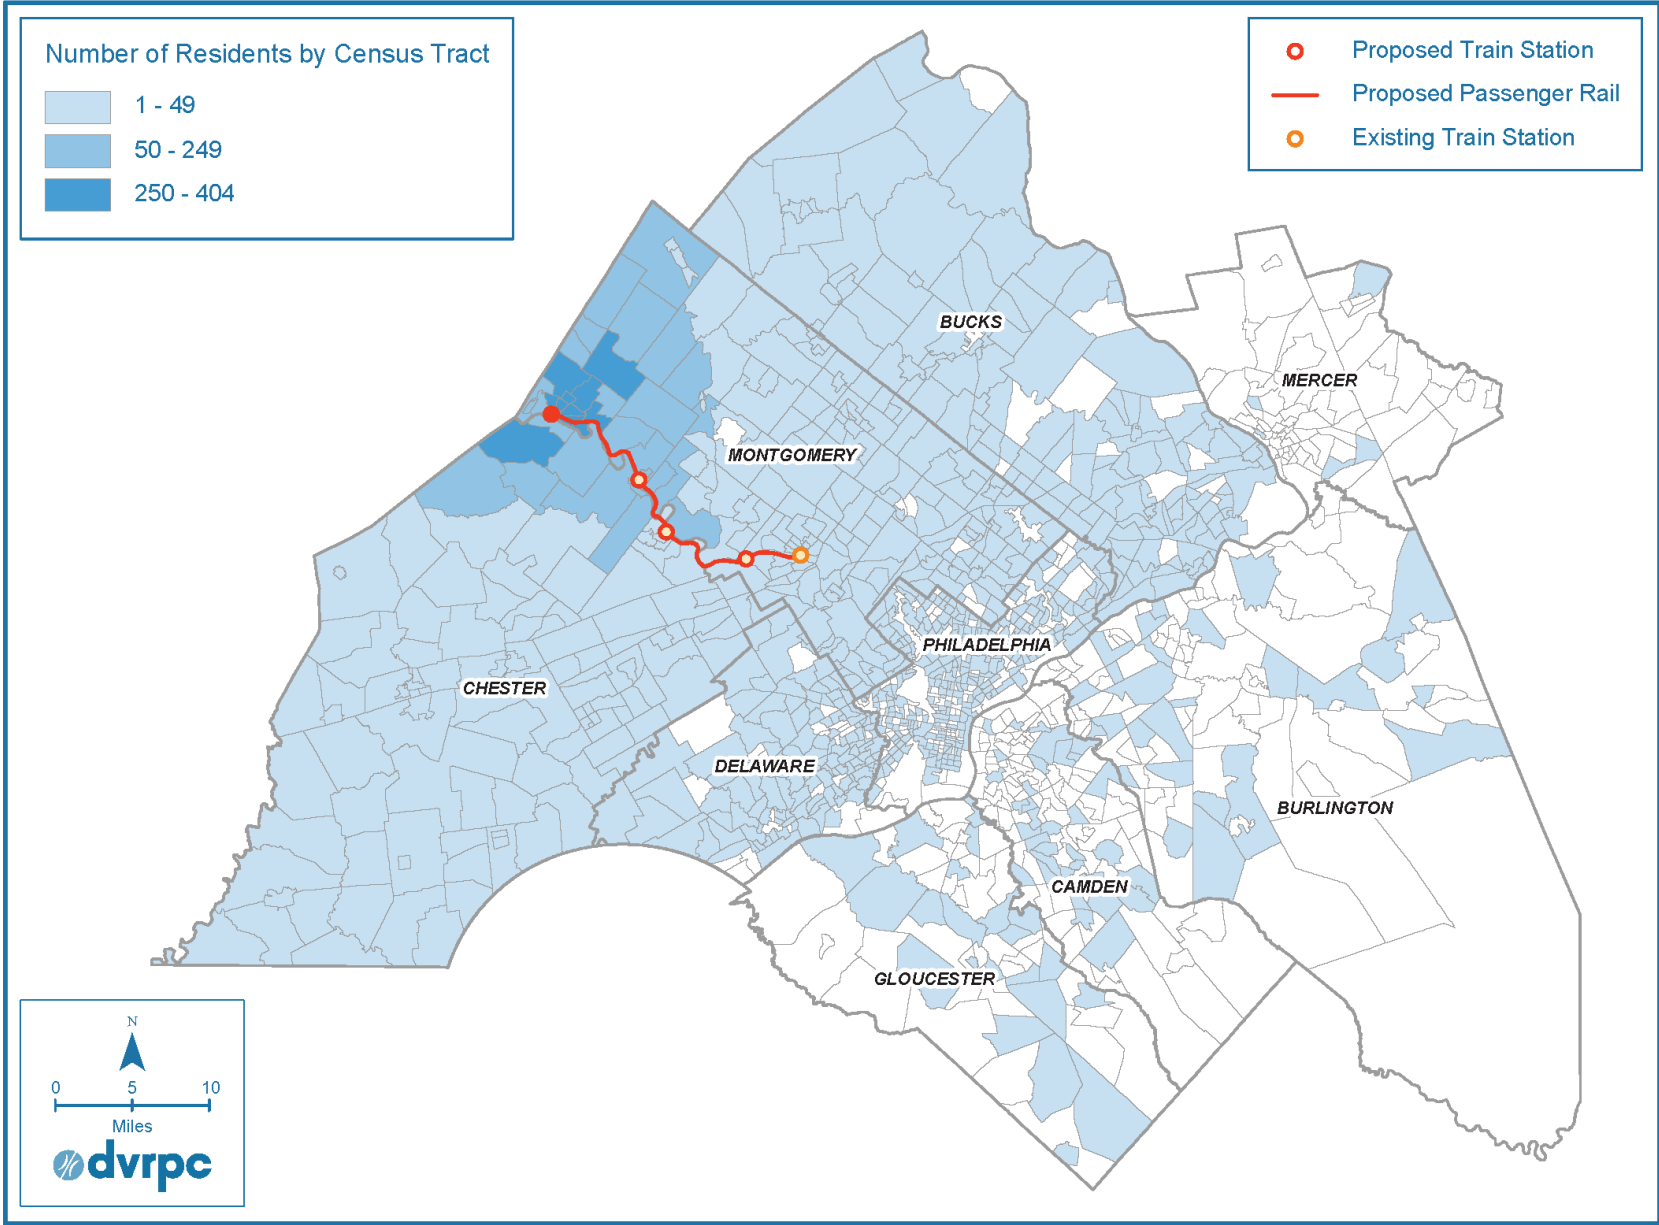 Number of Residents by Census Tract
1 - 49
50 - 249
250 - 404
Proposed Train Station
Proposed Passenger Rail
Existing Train Station
BUCKS
MERCER
MONTGOMERY
PHILADELPHIA
CHESTER
DELAWARE
BURLINGTON
CAMDEN
GLOUCESTER
N
0 5 10
Miles
dvrpc